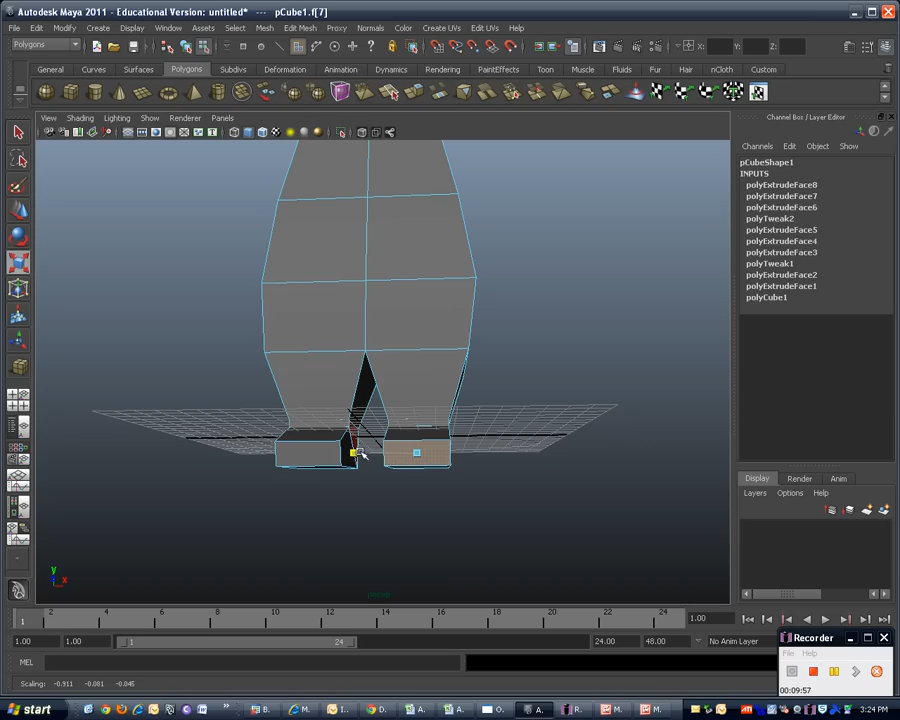 Autodesk Maya 2011 - Educational Version: untitled* --- pCube1.f[7]
File Edit Modify Create Display Window Assets Select Mesh Edit Mesh Proxy Normals Color Create UVs Edit UVs Help
Polygons X: Y: Z:
General Curves Surfaces Polygons Subdivs Deformation Animation Dynamics Rendering PaintEffects Toon Muscle Fluids Fur Hair nCloth Custom
View Shading Lighting Show Renderer Panels
Channel Box / Layer Editor
Channels Edit Object Show
pCubeShape1
INPUTS
polyExtrudeFace8
polyExtrudeFace7
polyExtrudeFace6
polyTweak2
polyExtrudeFace5
polyExtrudeFace4
polyExtrudeFace3
polyTweak1
polyExtrudeFace2
polyExtrudeFace1
polyCube1
Display Render Anim
Layers Options Help
y
x
persp
1 2 4 6 8 10 12 14 16 18 20 22 24 1.00
1.00 1.00 1 24 24.00 48.00 No Anim Layer
MEL
Scaling: -0.911 -0.081 -0.045
Recorder
File Help
00:09:57
start B. M. I.. D. A. A. O. A. R. M. M. 3:24 PM